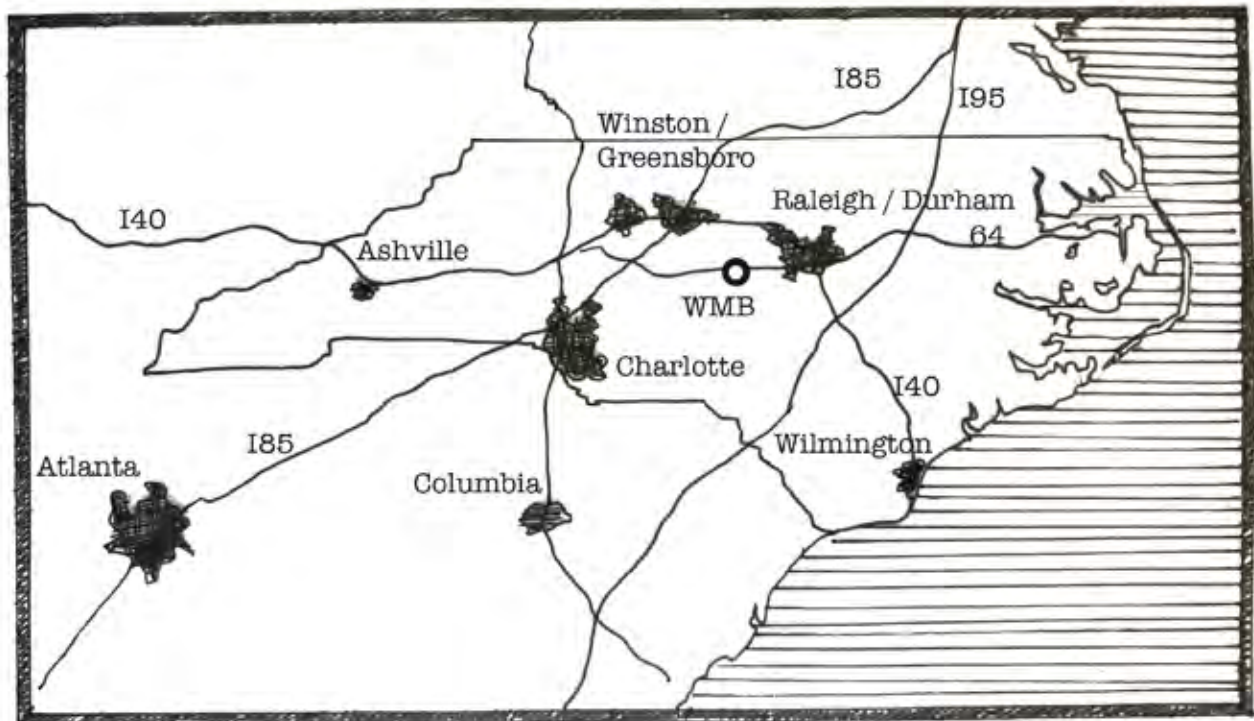 I85
I95
Winston /
Greensboro
Raleigh / Durham
I40
64
Ashville
WMB
Charlotte
I40
I85
Wilmington
Atlanta
Columbia